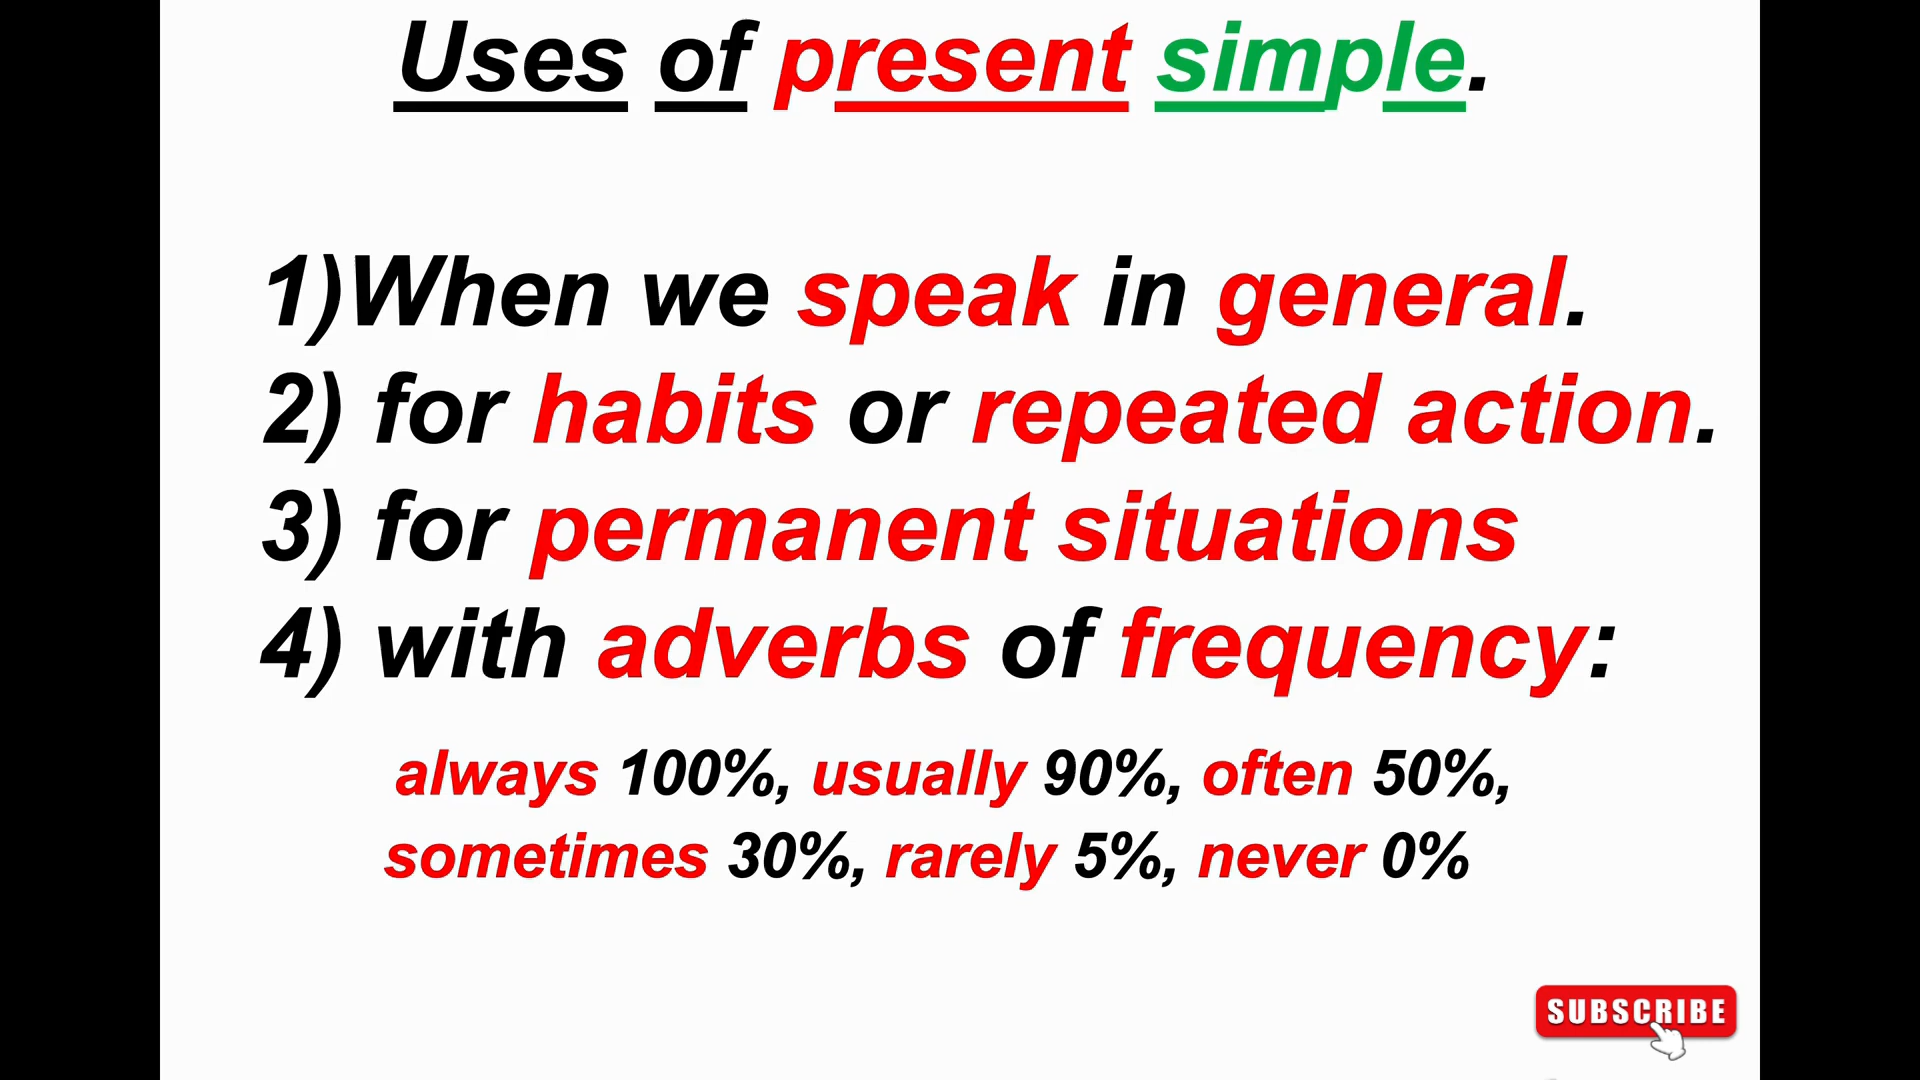 Uses of present simple.
1)When we speak in general.
2) for habits or repeated action.
3) for permanent situations
4) with adverbs of frequency:
always 100%, usually 90%, often 50%,
sometimes 30%, rarely 5%, never 0%
SUBSCRIBE